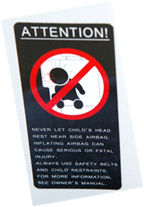 ATTENTION!
NEVER LET CHILD'S HEAD
REST NEAR SIDE AIRBAG.
INFLATING AIRBAG CAN
CAUSE SERIOUS OR FATAL
INJURY.
ALWAYS USE SAFETY BELTS
AND CHILD RESTRAINTS.
FOR MORE INFORMATION,
SEE OWNER'S MANUAL.